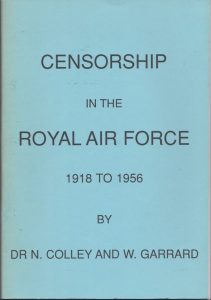 CENSORSHIP
IN THE
ROYAL AIR FORCE
1918 TO 1956
BY
DR N. COLLEY AND W. GARRARD